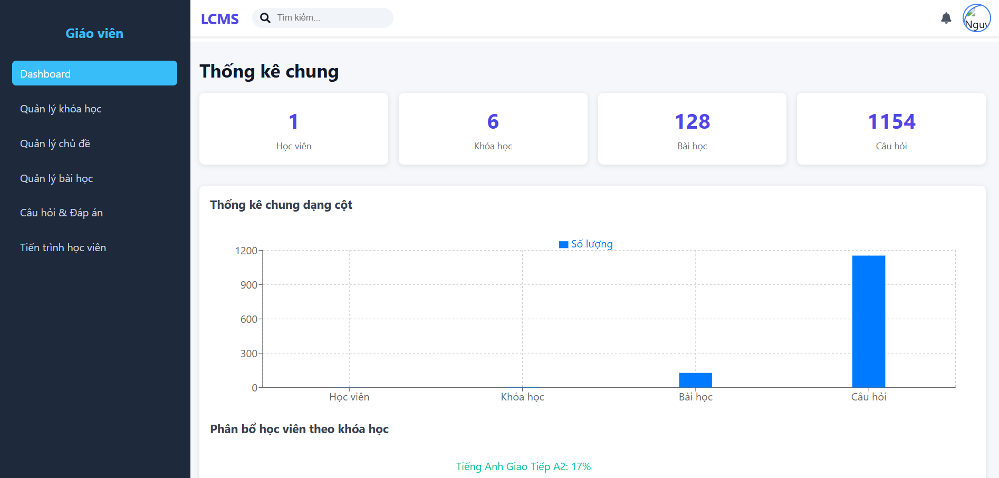 Giáo viên
Dashboard
Quản lý khóa học
Quản lý chủ đề
Quản lý bài học
Câu hỏi & Đáp án
Tiến trình học viên
LCMS
Tìm kiếm...
Nguy
Thống kê chung
1
Học viên
6
Khóa học
128
Bài học
1154
Câu hỏi
Thống kê chung dạng cột
Số lượng
1200
900
600
300
0
Học viên Khóa học Bài học Câu hỏi
Phân bổ học viên theo khóa học
Tiếng Anh Giao Tiếp A2: 17%